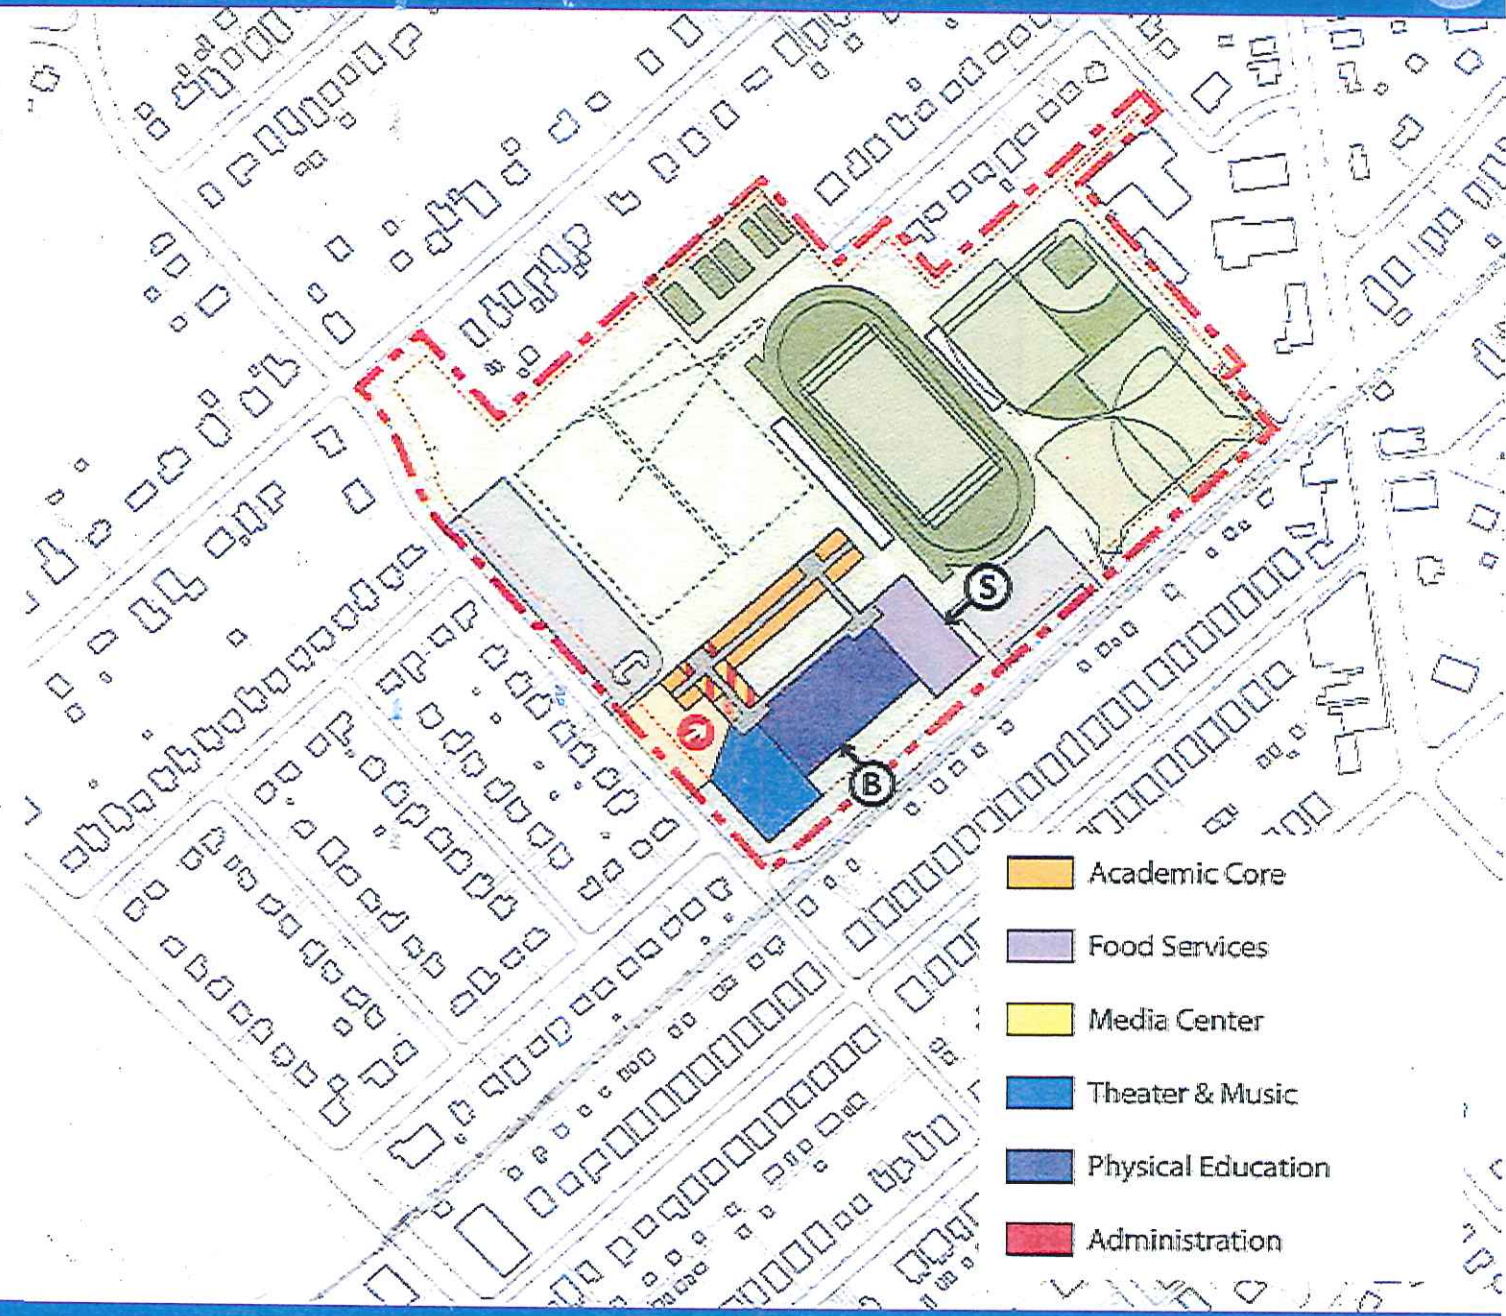 S
B
Academic Core
Food Services
Media Center
Theater & Music
Physical Education
Administration